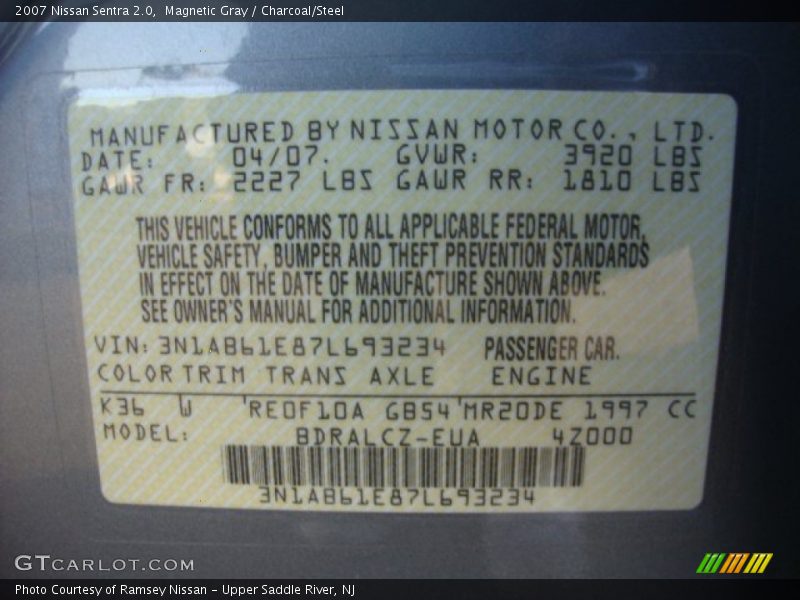 2007 Nissan Sentra 2.0,  Magnetic Gray / Charcoal/Steel
MANUFACTURED BY NISSAN MOTOR CO., LTD.
DATE: 04/07. GVWR: 3920 LBS
GAWR FR: 2227 LBS GAWR RR: 1810 LBS
THIS VEHICLE CONFORMS TO ALL APPLICABLE FEDERAL MOTOR,
VEHICLE SAFETY, BUMPER AND THEFT PREVENTION STANDARDS
IN EFFECT ON THE DATE OF MANUFACTURE SHOWN ABOVE.
SEE OWNER'S MANUAL FOR ADDITIONAL INFORMATION.
VIN: 3N1AB61E87L693234 PASSENGER CAR.
COLOR TRIM TRANS AXLE ENGINE
K36 W 'RE0F10A GB54'MR20DE 1997 CC
MODEL: BDRALCZ-EUA 4Z000
3N1AB61E87L693234
GTCARLOT.COM
Photo Courtesy of Ramsey Nissan - Upper Saddle River, NJ